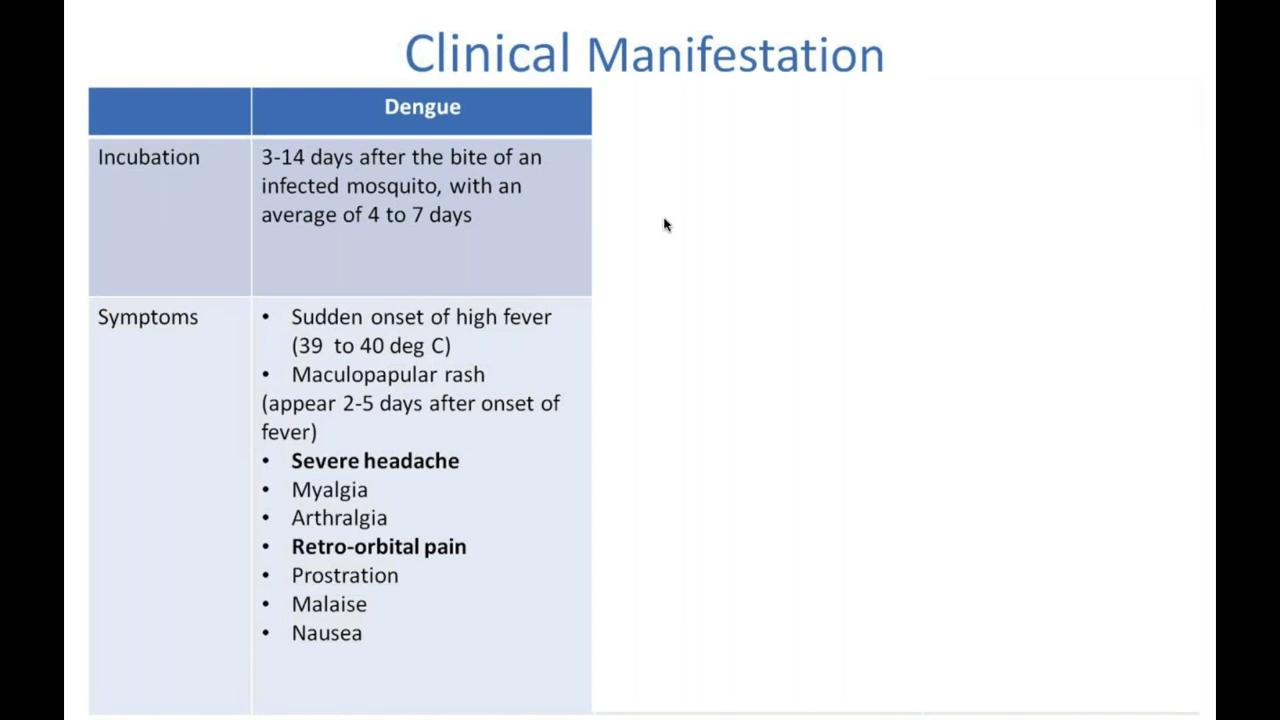 Clinical Manifestation
Dengue
Incubation
3-14 days after the bite of an
infected mosquito, with an
average of 4 to 7 days
Symptoms
• Sudden onset of high fever
(39 to 40 deg C)
• Maculopapular rash
(appear 2-5 days after onset of
fever)
• Severe headache
• Myalgia
• Arthralgia
• Retro-orbital pain
• Prostration
• Malaise
• Nausea